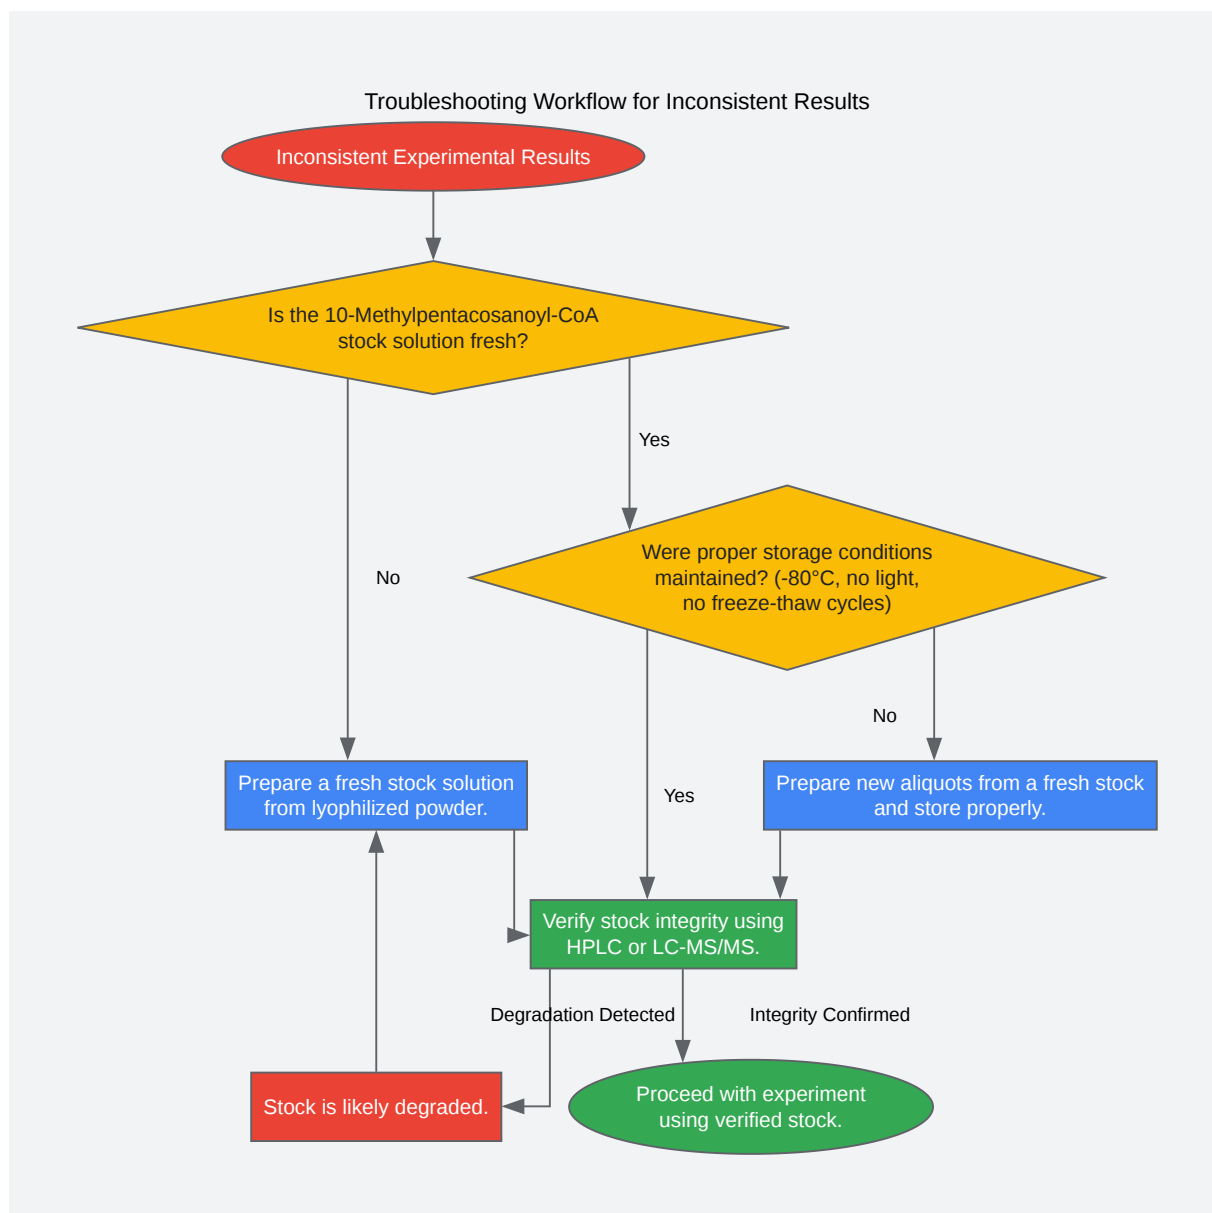 Troubleshooting Workflow for Inconsistent Results
Inconsistent Experimental Results
Is the 10-Methylpentacosanoyl-CoA
stock solution fresh?
Yes
Were proper storage conditions
maintained? (-80°C, no light,
no freeze-thaw cycles)
No
No
Prepare a fresh stock solution
from lyophilized powder.
Yes
Prepare new aliquots from a fresh stock
and store properly.
Verify stock integrity using
HPLC or LC-MS/MS.
Degradation Detected
Integrity Confirmed
Stock is likely degraded.
Proceed with experiment
using verified stock.